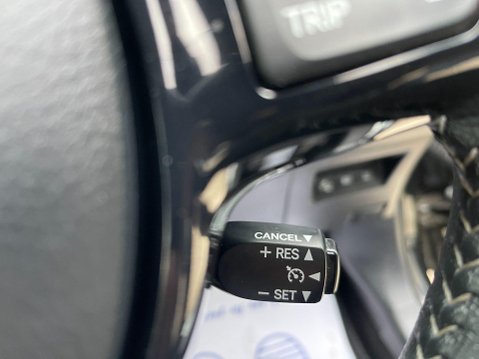 TRIP
CANCEL▼
+ RES ▲
◄
− SET ▼